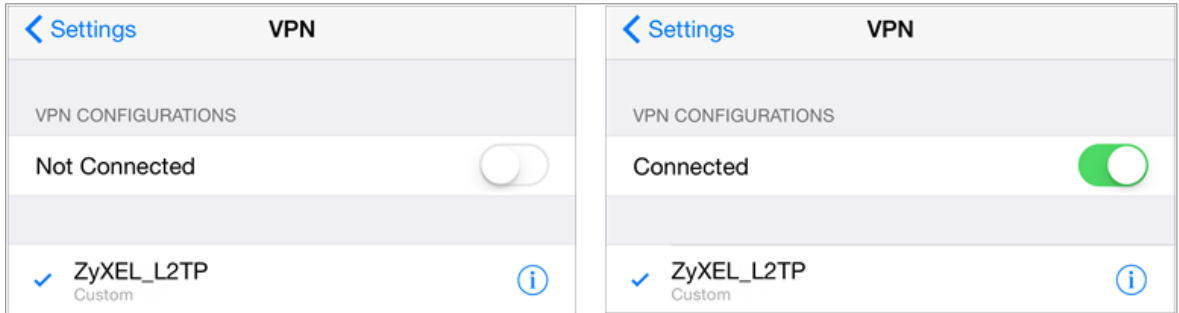 Settings VPN
VPN CONFIGURATIONS
Not Connected
ZyXEL_L2TP
Custom
Settings VPN
VPN CONFIGURATIONS
Connected
ZyXEL_L2TP
Custom